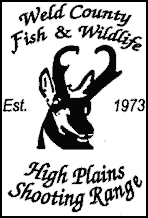 Weld County
Fish & Wildlife
Est. 1973
High Plains
Shooting Range